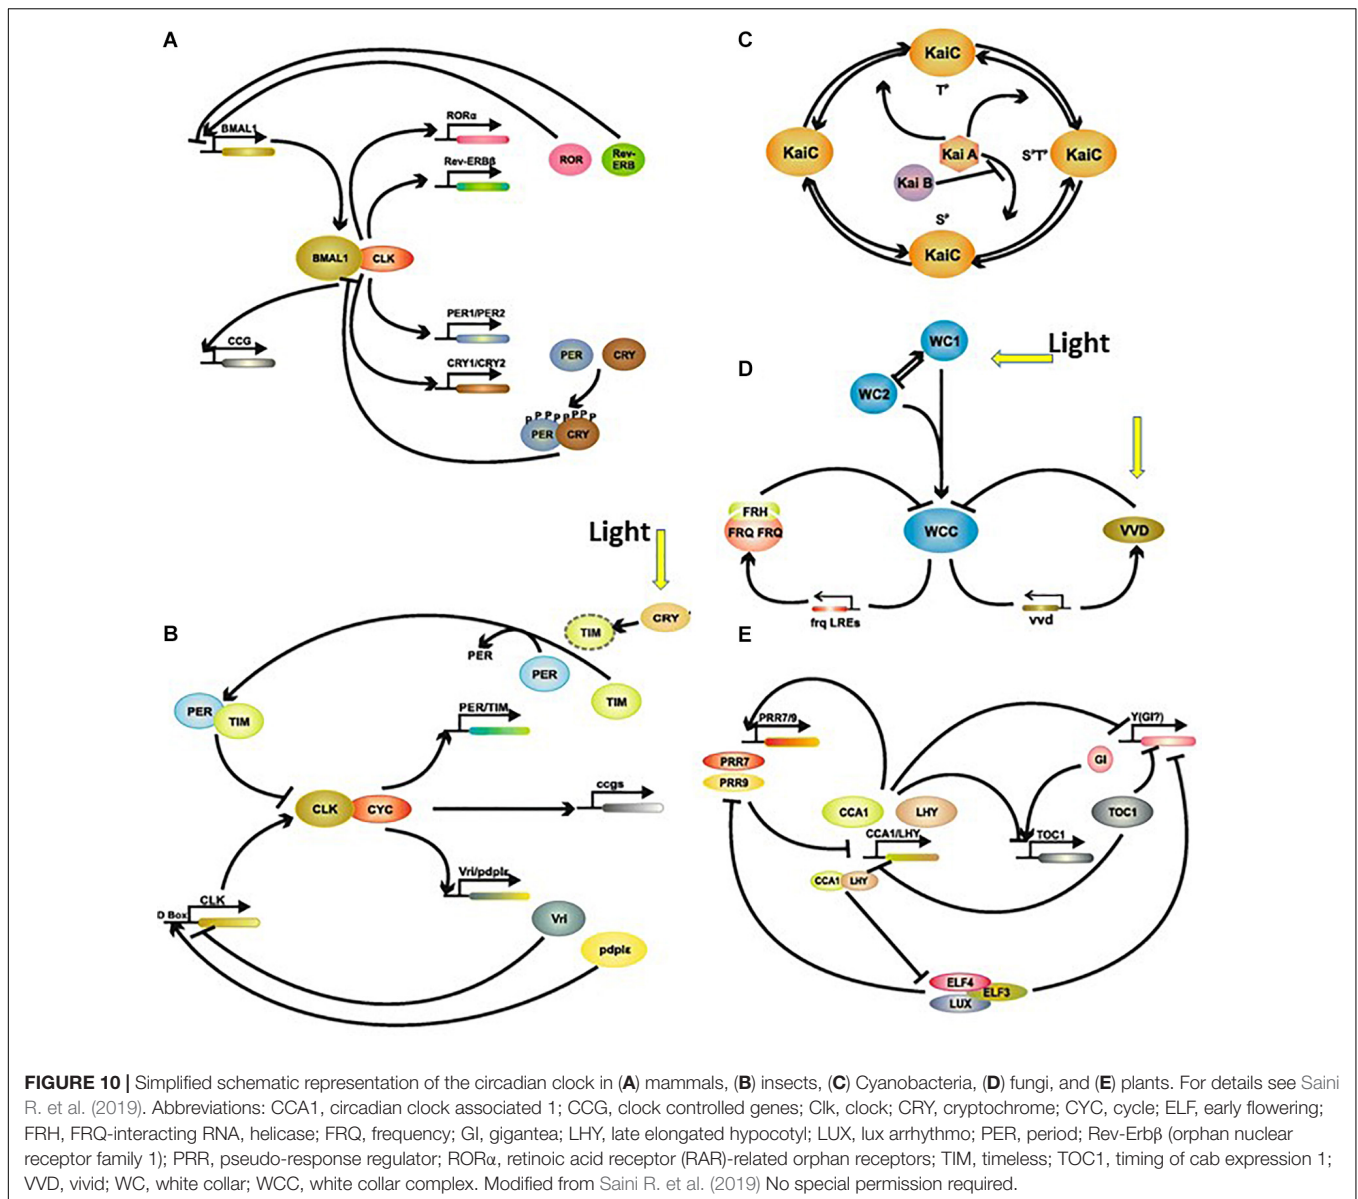 A
BMAL1
RORα
Rev-ERBβ
ROR
Rev-
ERB
BMAL1
CLK
CCG
PER1/PER2
CRY1/CRY2
PER
CRY
P P P P P P P P
PER
CRY
C
KaiC
T°
KaiC
Kai A
Kai B
S°T°
KaiC
S°
KaiC
D
WC1
Light
WC2
FRH
FRQ FRQ
WCC
VVD
frq LREs
vvd
Light
B
TIM
CRY
PER
PER
TIM
PER
TIM
PER/TIM
CLK
CYC
ccgs
Vri/pdplε
D Box
CLK
Vri
pdplε
E
PRR7/9
Y(GI?)
PRR7
PRR9
GI
CCA1
LHY
TOC1
CCA1/LHY
TOC1
CCA1
LHY
ELF4
ELF3
LUX
FIGURE 10 | Simplified schematic representation of the circadian clock in (A) mammals, (B) insects, (C) Cyanobacteria, (D) fungi, and (E) plants. For details see Saini
R. et al. (2019). Abbreviations: CCA1, circadian clock associated 1; CCG, clock controlled genes; Clk, clock; CRY, cryptochrome; CYC, cycle; ELF, early flowering;
FRH, FRQ-interacting RNA, helicase; FRQ, frequency; GI, gigantea; LHY, late elongated hypocotyl; LUX, lux arrhythmo; PER, period; Rev-Erbβ (orphan nuclear
receptor family 1); PRR, pseudo-response regulator; RORα, retinoic acid receptor (RAR)-related orphan receptors; TIM, timeless; TOC1, timing of cab expression 1;
VVD, vivid; WC, white collar; WCC, white collar complex. Modified from Saini R. et al. (2019) No special permission required.